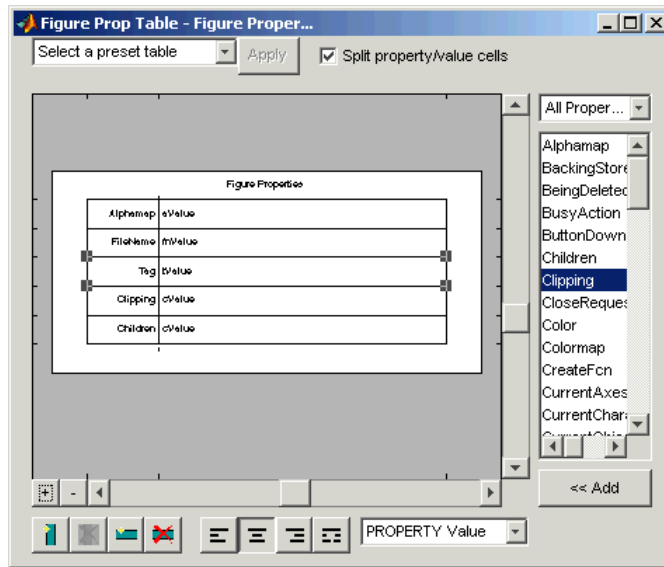 Figure Prop Table - Figure Proper...
Select a preset table
Apply
Split property/value cells
All Proper...
Figure Properties
Alphamap aValue
FileName fnValue
Tag tValue
Clipping cValue
Children cValue
Alphamap
BackingStore
BeingDeleted
BusyAction
ButtonDown
Children
Clipping
CloseReques
Color
Colormap
CreateFcn
CurrentAxes
CurrentChara
<< Add
+
-
PROPERTY Value